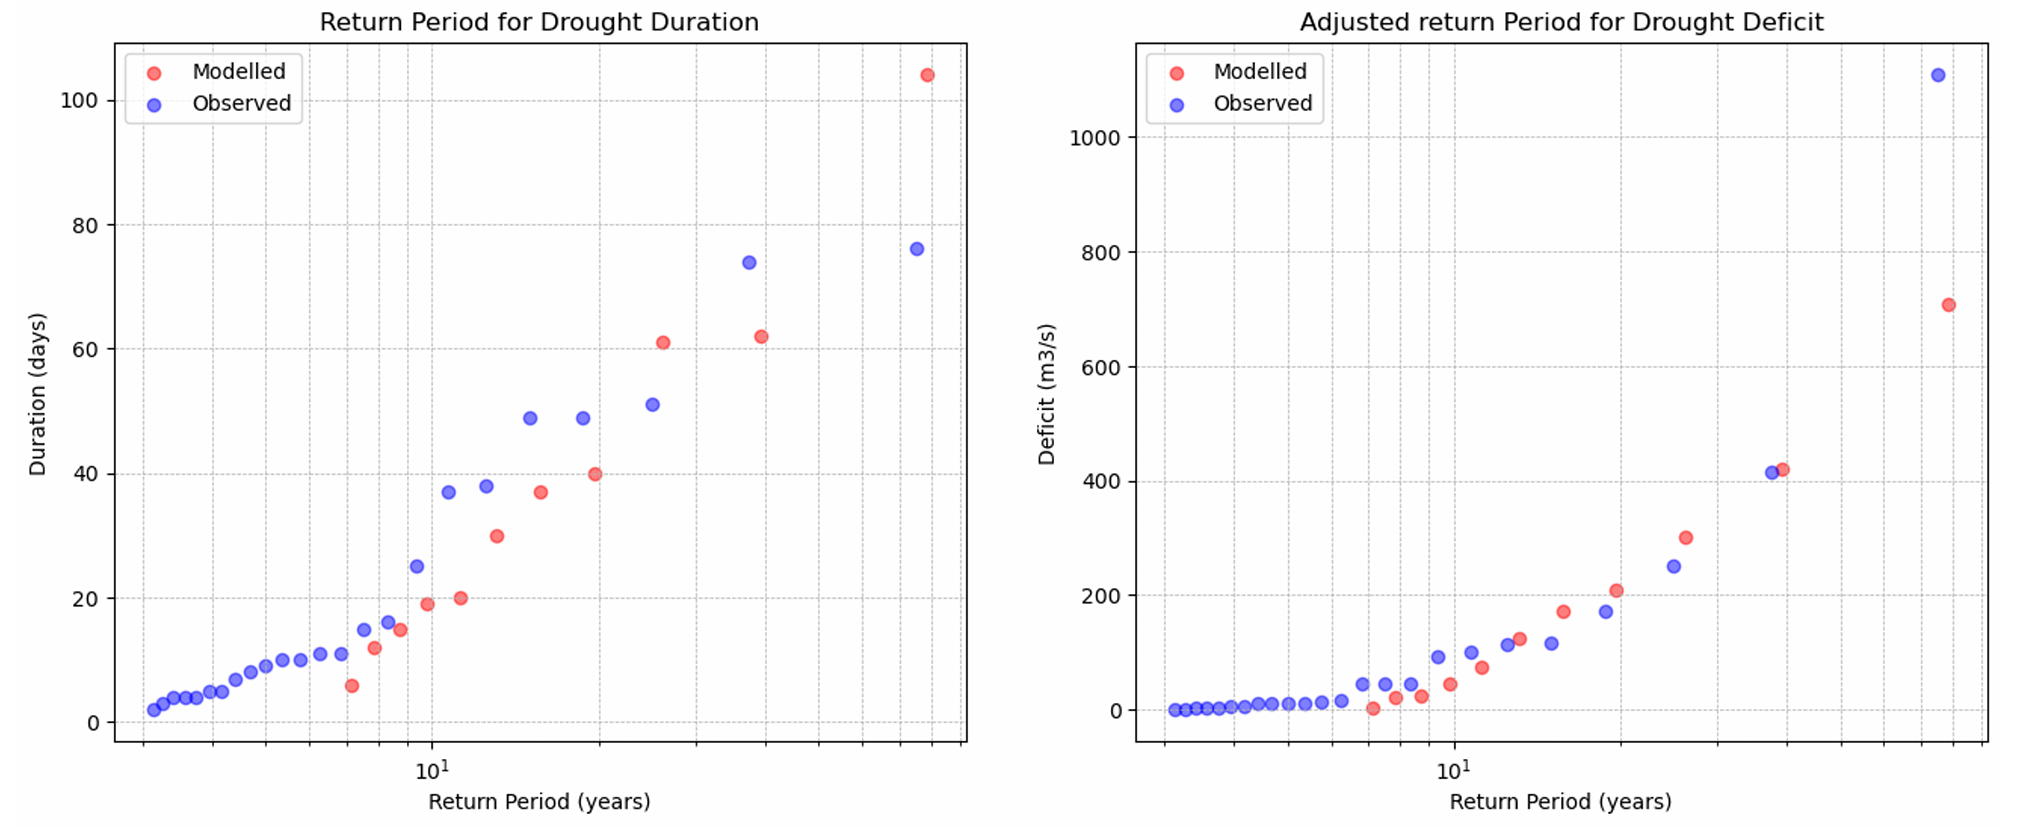 Return Period for Drought Duration
Modelled
Observed
100
80
60
40
20
0
Duration (days)
10¹
Return Period (years)
Adjusted return Period for Drought Deficit
Modelled
Observed
1000
800
600
400
200
0
Deficit (m3/s)
10¹
Return Period (years)